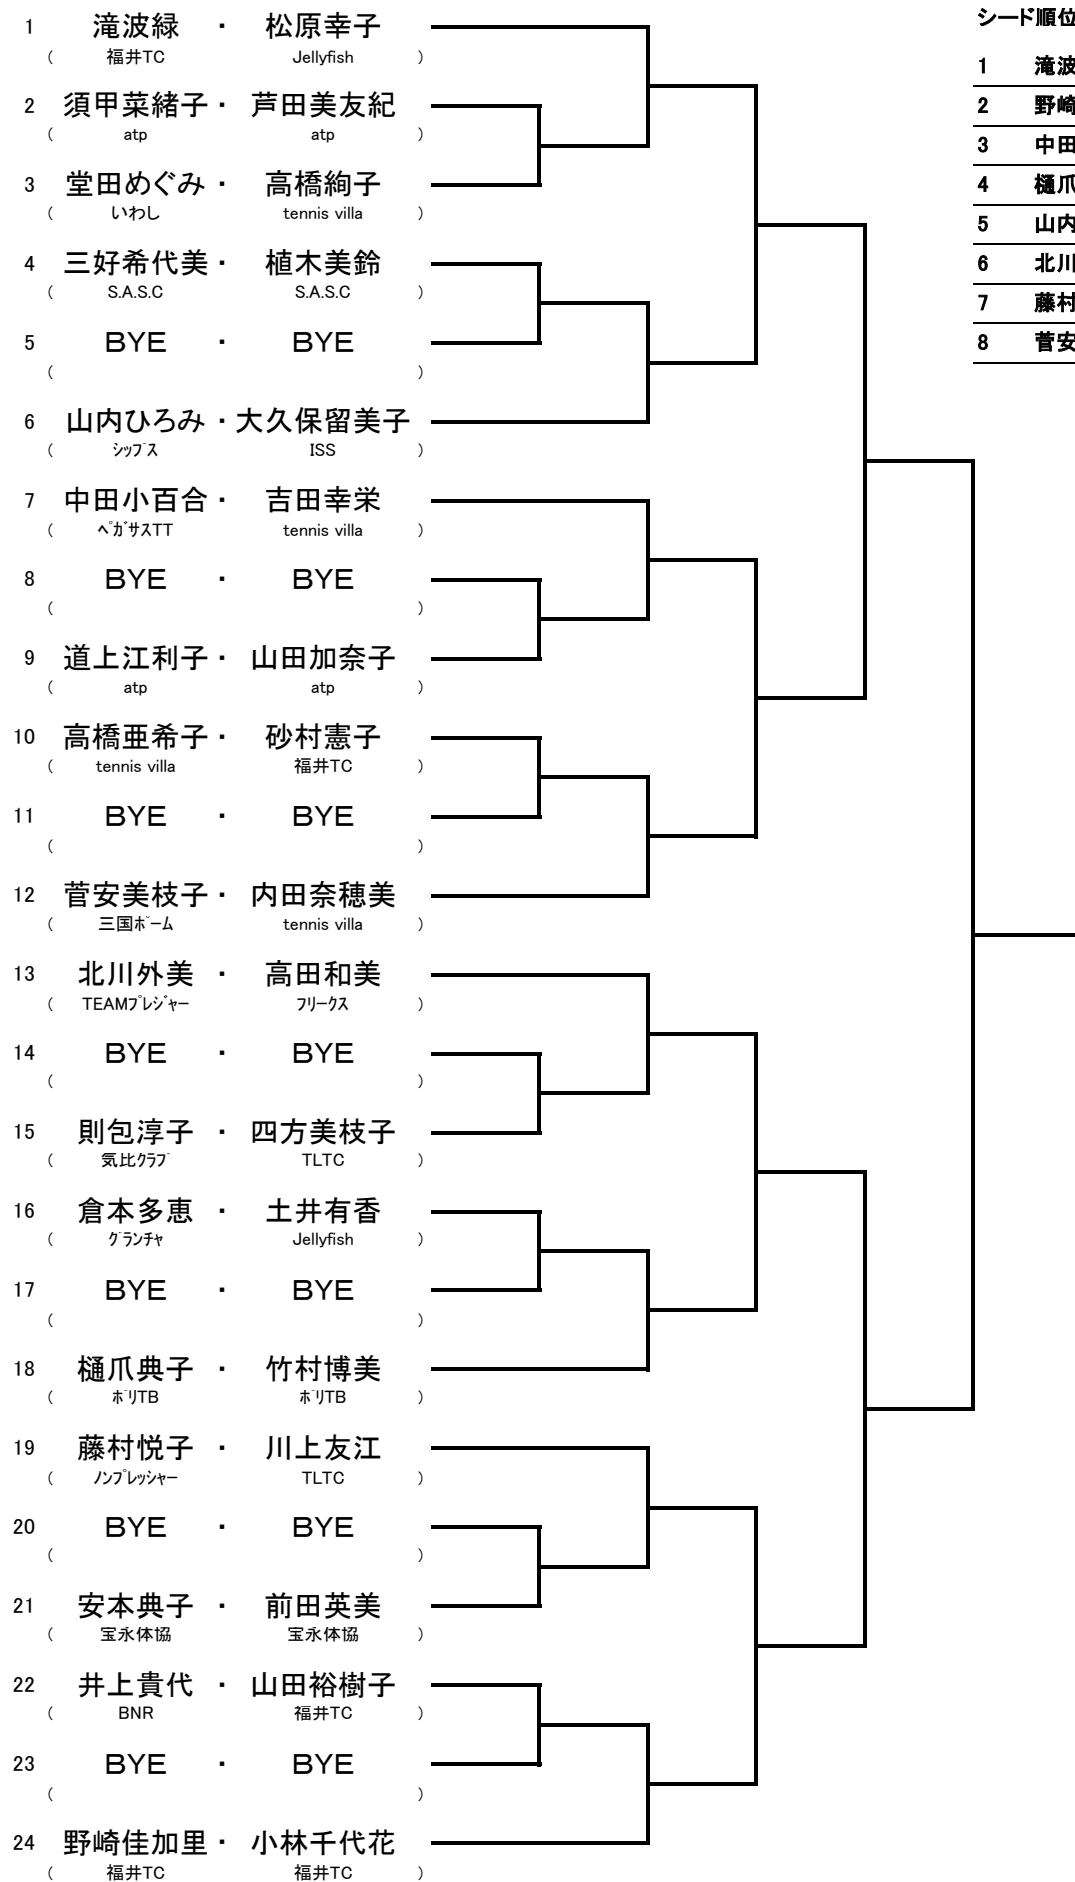 シード順位
1 滝波
2 野崎
3 中田
4 樋爪
5 山内
6 北川
7 藤村
8 菅安
1 滝波緑 ・ 松原幸子
( 福井TC Jellyfish )
2 須甲菜緒子 ・ 芦田美友紀
( atp atp )
3 堂田めぐみ ・ 高橋絢子
( いわし tennis villa )
4 三好希代美 ・ 植木美鈴
( S.A.S.C S.A.S.C )
5 BYE ・ BYE
( )
6 山内ひろみ ・ 大久保留美子
( シップス ISS )
7 中田小百合 ・ 吉田幸栄
( ペガサスTT tennis villa )
8 BYE ・ BYE
( )
9 道上江利子 ・ 山田加奈子
( atp atp )
10 高橋亜希子 ・ 砂村憲子
( tennis villa 福井TC )
11 BYE ・ BYE
( )
12 菅安美枝子 ・ 内田奈穂美
( 三国ホーム tennis villa )
13 北川外美 ・ 高田和美
( TEAMプレジャー フリークス )
14 BYE ・ BYE
( )
15 則包淳子 ・ 四方美枝子
( 気比クラブ TLTC )
16 倉本多恵 ・ 土井有香
( グランチャ Jellyfish )
17 BYE ・ BYE
( )
18 樋爪典子 ・ 竹村博美
( ホリTB ホリTB )
19 藤村悦子 ・ 川上友江
( ノンプレッシャー TLTC )
20 BYE ・ BYE
( )
21 安本典子 ・ 前田英美
( 宝永体協 宝永体協 )
22 井上貴代 ・ 山田裕樹子
( BNR 福井TC )
23 BYE ・ BYE
( )
24 野崎佳加里 ・ 小林千代花
( 福井TC 福井TC )